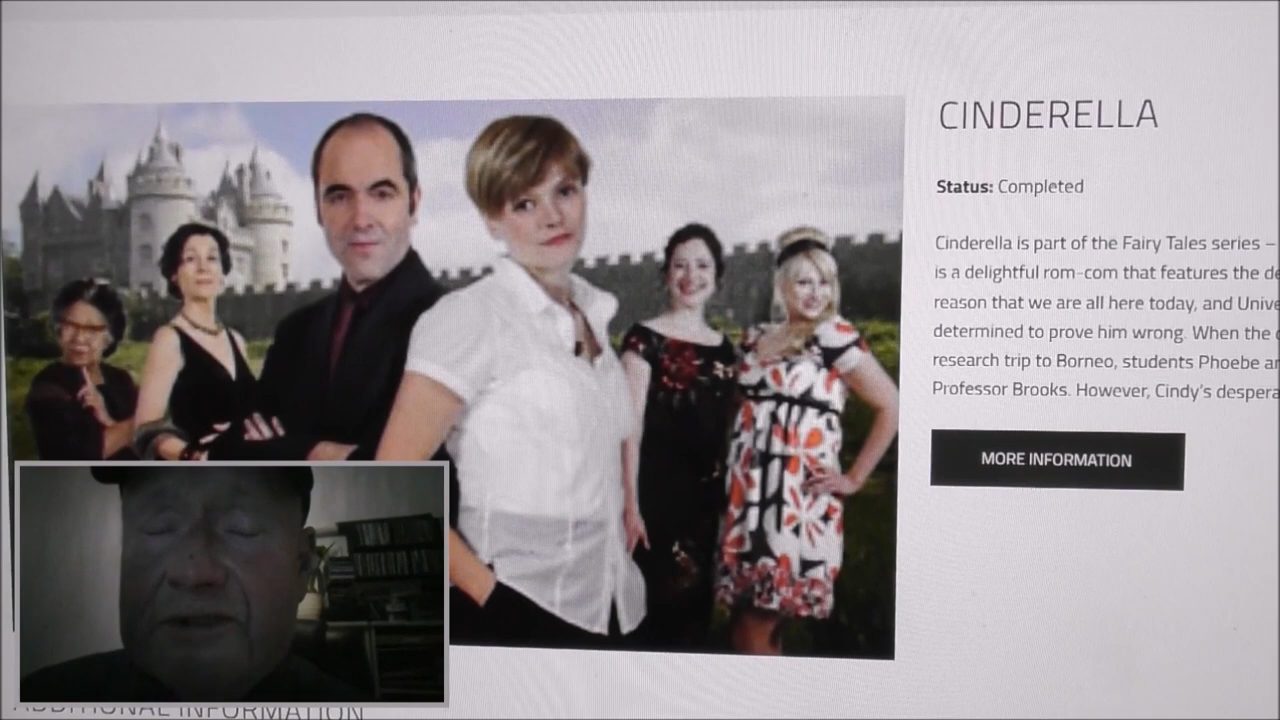 CINDERELLA
Status: Completed
Cinderella is part of the Fairy Tales series –
is a delightful rom-com that features the
reason that we are all here today, and
determined to prove him wrong. When the
research trip to Borneo, students Phoebe
Professor Brooks. However, Cindy's
MORE INFORMATION
ADDITIONAL INFORMATION